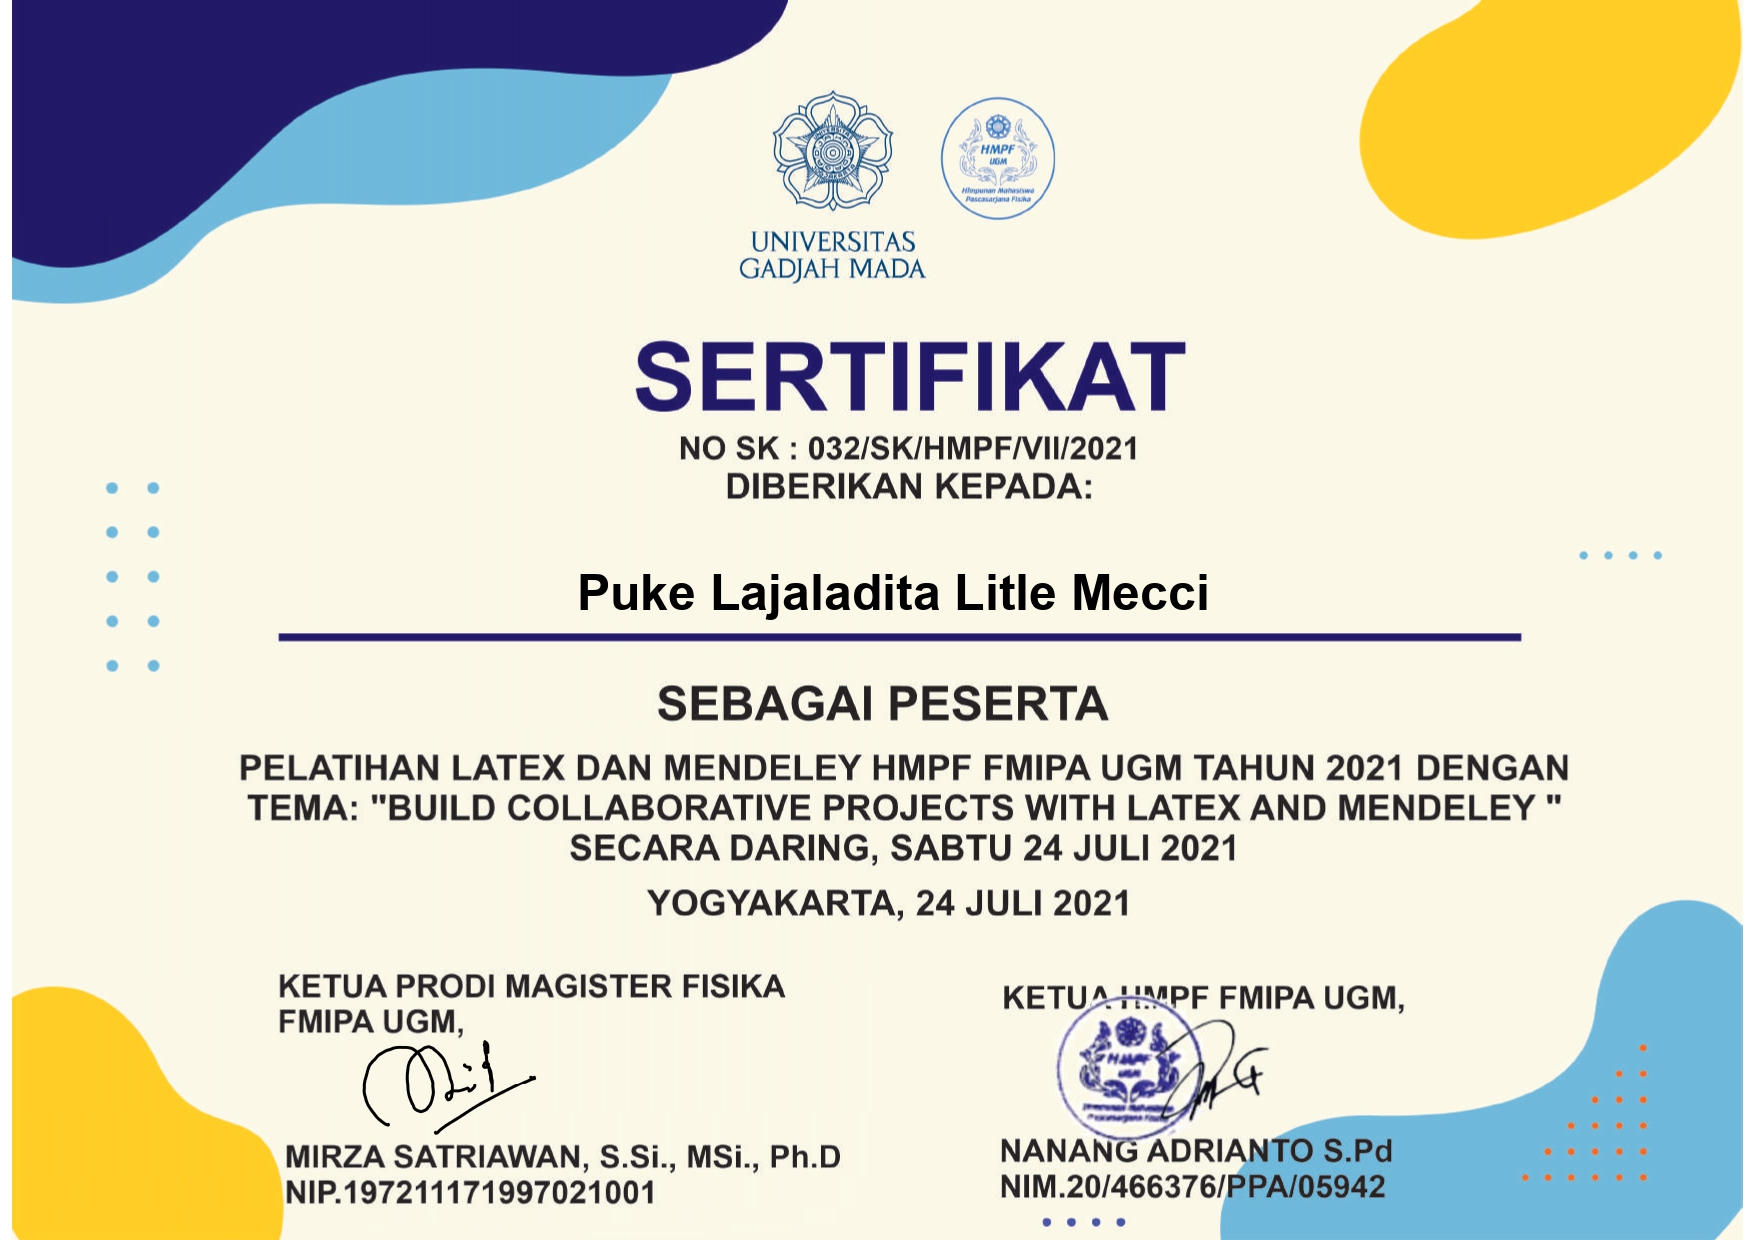 UNIVERSITAS
GADJAH MADA
HMPF
UGM
Himpunan Mahasiswa
Pascasarjana Fisika
SERTIFIKAT
NO SK : 032/SK/HMPF/VII/2021
DIBERIKAN KEPADA:
Puke Lajaladita Litle Mecci
SEBAGAI PESERTA
PELATIHAN LATEX DAN MENDELEY HMPF FMIPA UGM TAHUN 2021 DENGAN
TEMA: "BUILD COLLABORATIVE PROJECTS WITH LATEX AND MENDELEY "
SECARA DARING, SABTU 24 JULI 2021
YOGYAKARTA, 24 JULI 2021
KETUA PRODI MAGISTER FISIKA
FMIPA UGM,
MIRZA SATRIAWAN, S.Si., MSi., Ph.D
NIP.197211171997021001
KETUA HMPF FMIPA UGM,
HMPF
UGM
NANANG ADRIANTO S.Pd
NIM.20/466376/PPA/05942